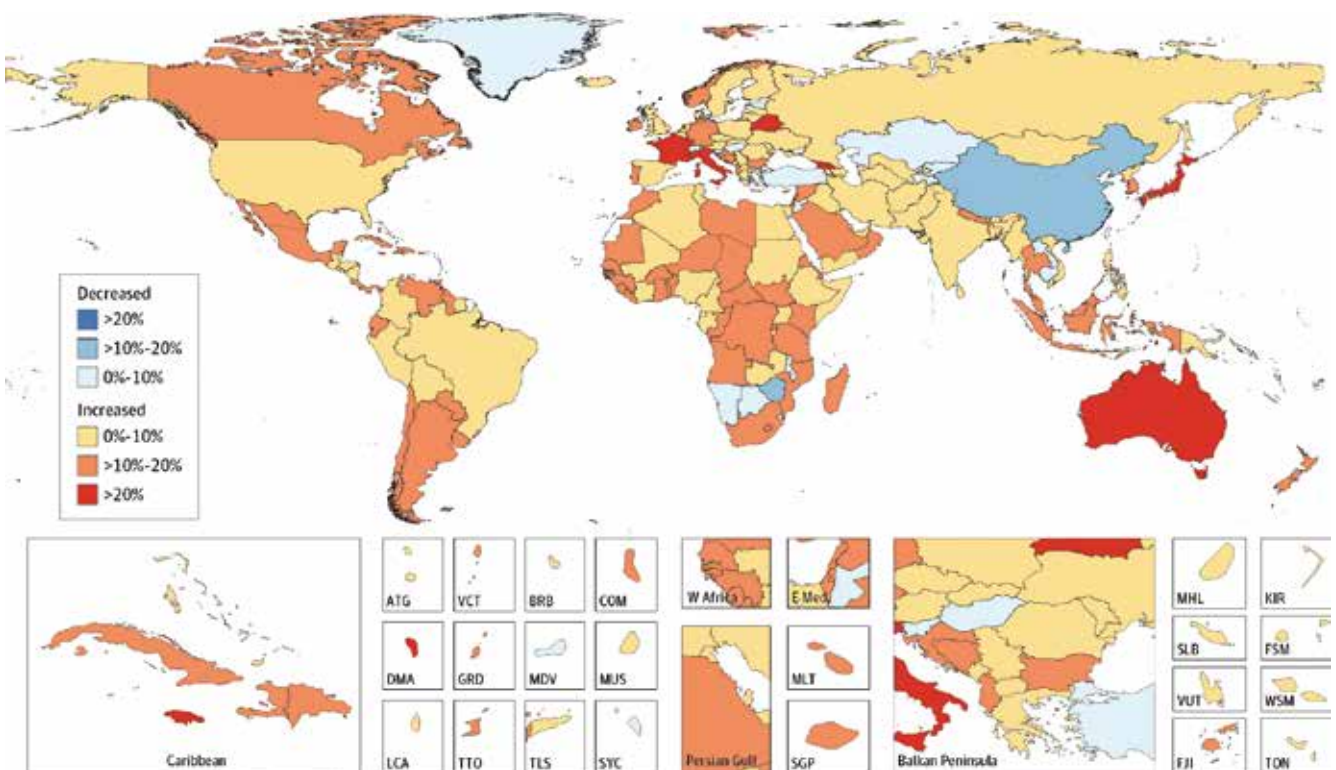 Decreased
>20%
>10%-20%
0%-10%
Increased
0%-10%
>10%-20%
>20%
Caribbean
ATG
VCT
BRB
COM
DMA
GRD
MDV
MUS
LCA
TTO
TLS
SYC
W Africa
E Med.
Persian Gulf
MLT
SGP
Balkan Peninsula
MHL
KIR
SLB
FSM
VUT
WSM
FJI
TON